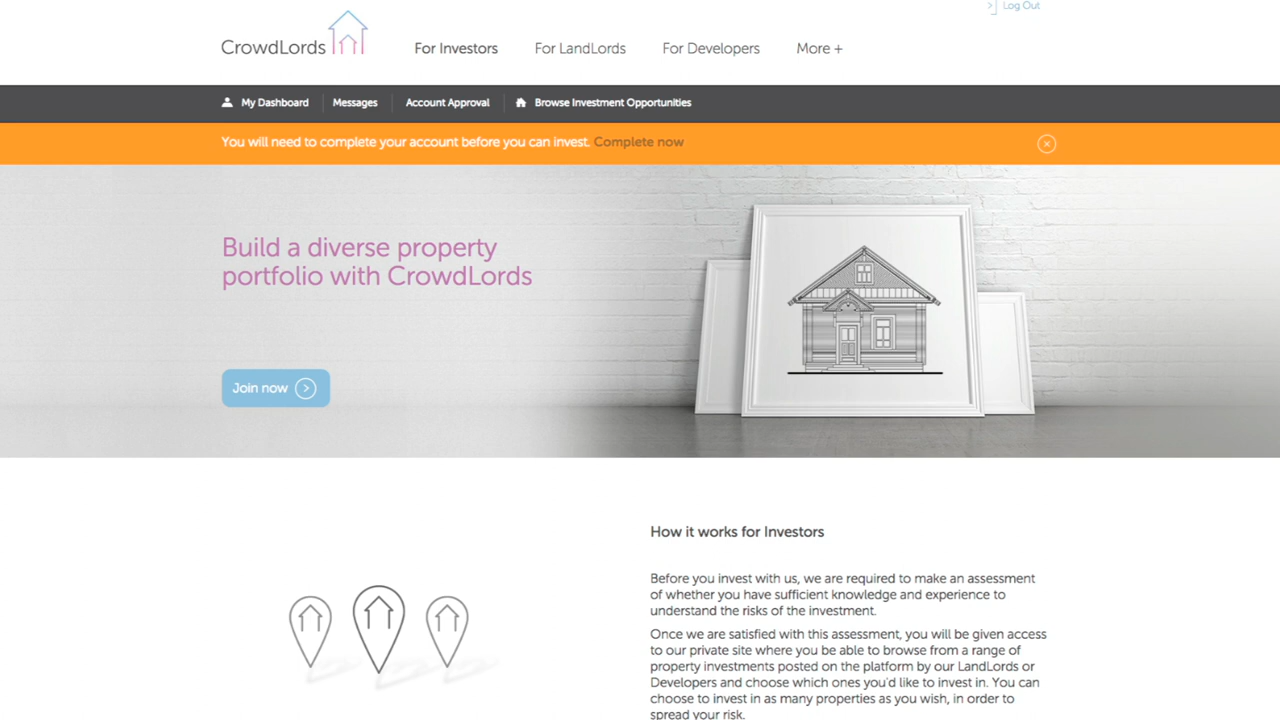 Log Out
CrowdLords
For Investors
For LandLords
For Developers
More +
My Dashboard
Messages
Account Approval
Browse Investment Opportunities
You will need to complete your account before you can invest. Complete now
Build a diverse property
portfolio with CrowdLords
Join now
How it works for Investors
Before you invest with us, we are required to make an assessment
of whether you have sufficient knowledge and experience to
understand the risks of the investment.
Once we are satisfied with this assessment, you will be given access
to our private site where you be able to browse from a range of
property investments posted on the platform by our LandLords or
Developers and choose which ones you'd like to invest in. You can
choose to invest in as many properties as you wish, in order to
spread your risk.